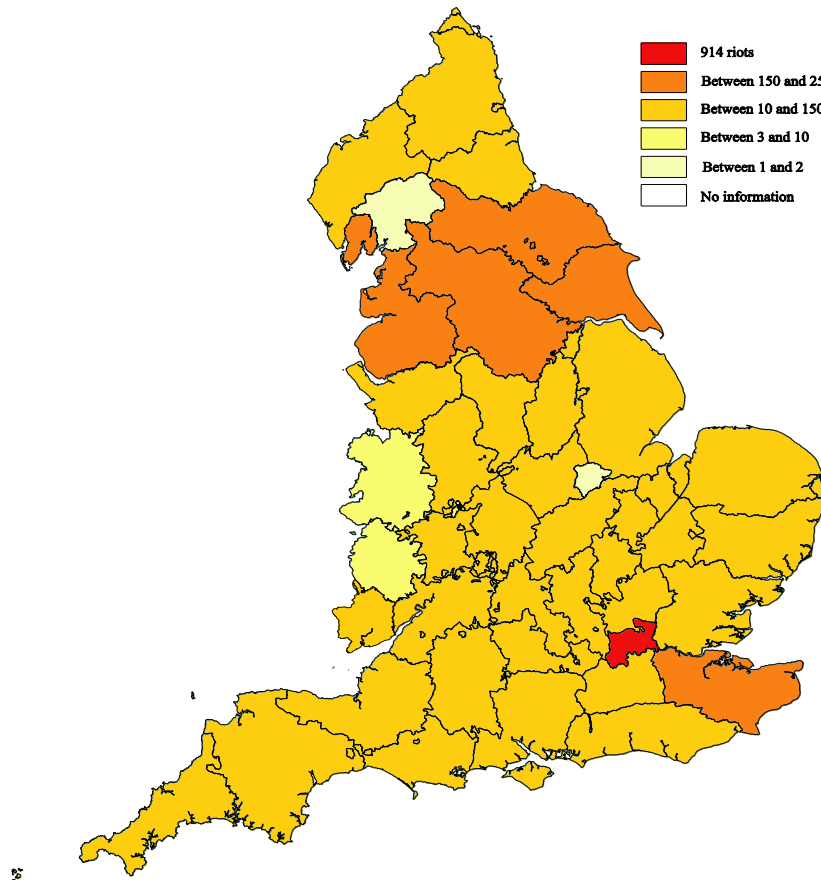 914 riots
Between 150 and 25
Between 10 and 150
Between 3 and 10
Between 1 and 2
No information